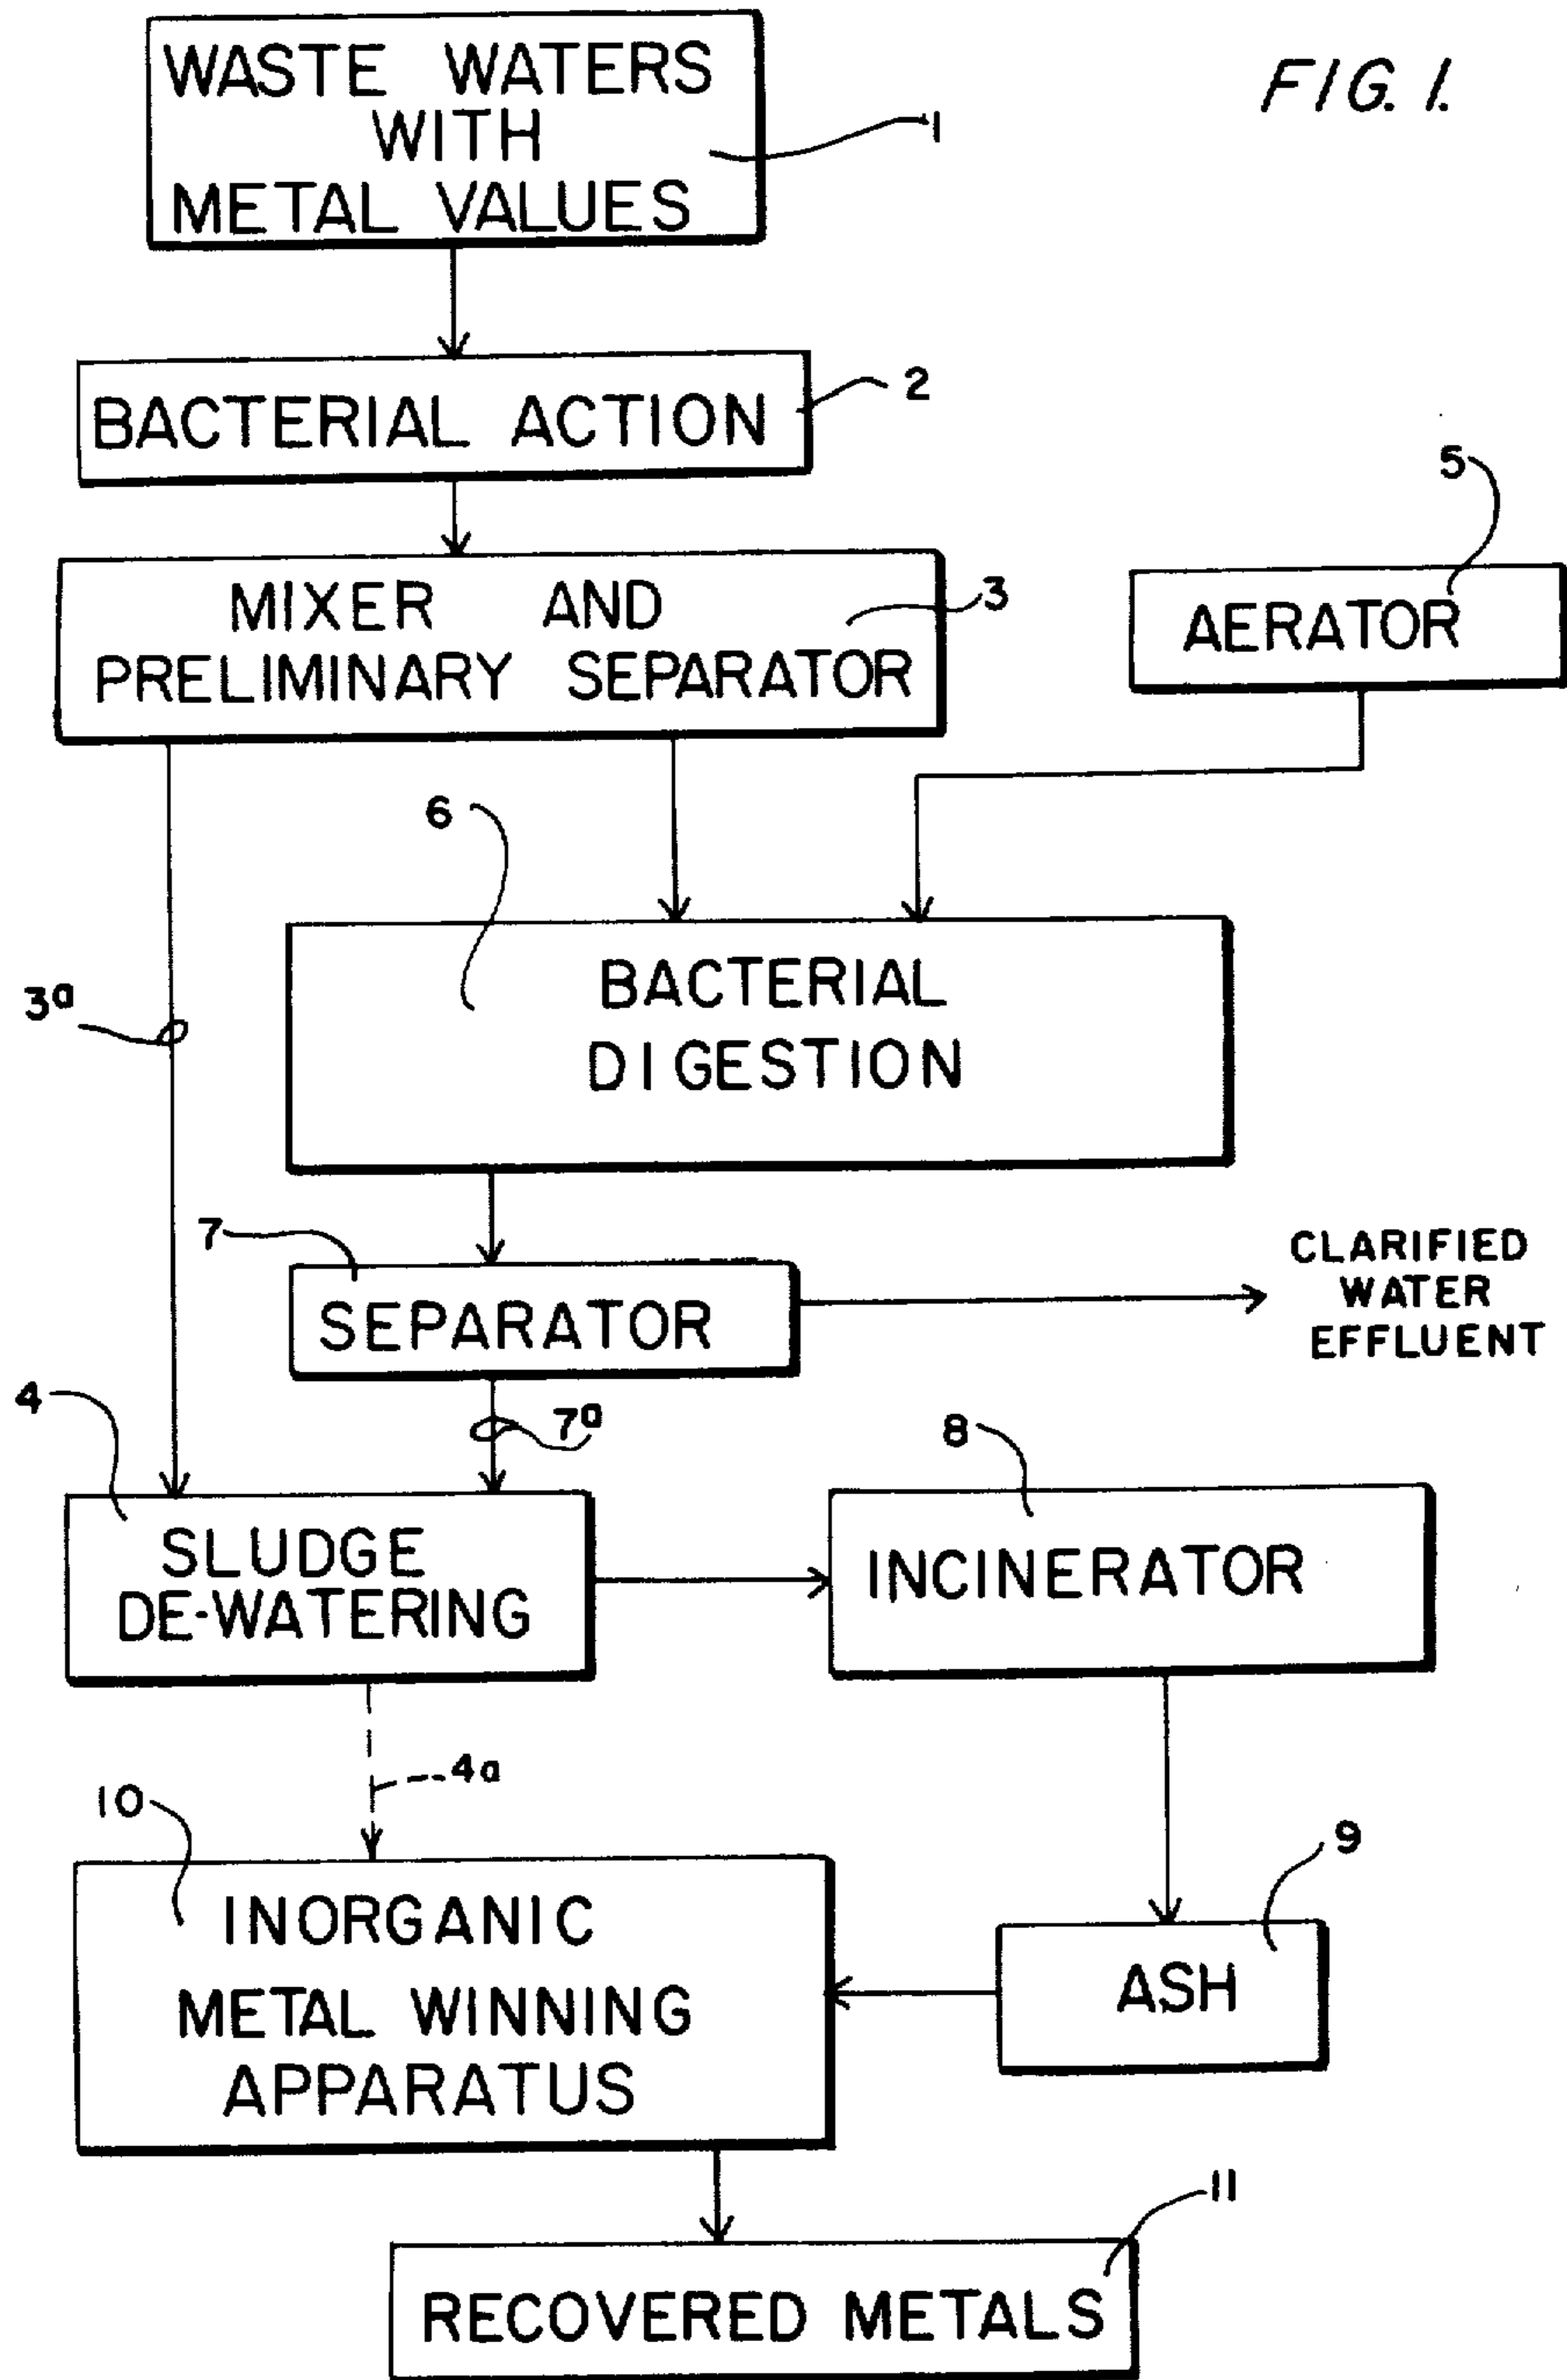 FIG. 1.
WASTE WATERS
WITH
METAL VALUES
1
BACTERIAL ACTION
2
MIXER AND
PRELIMINARY SEPARATOR
3
5
AERATOR
6
BACTERIAL
DIGESTION
3a
7
SEPARATOR
CLARIFIED
WATER
EFFLUENT
7a
4
SLUDGE
DE-WATERING
8
INCINERATOR
4a
10
INORGANIC
METAL WINNING
APPARATUS
9
ASH
11
RECOVERED METALS